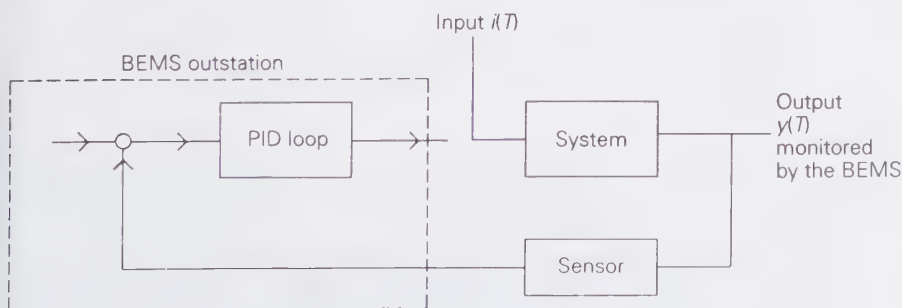 Input i(T)
BEMS outstation
PID loop
System
Output
y(T)
monitored
by the BEMS
Sensor